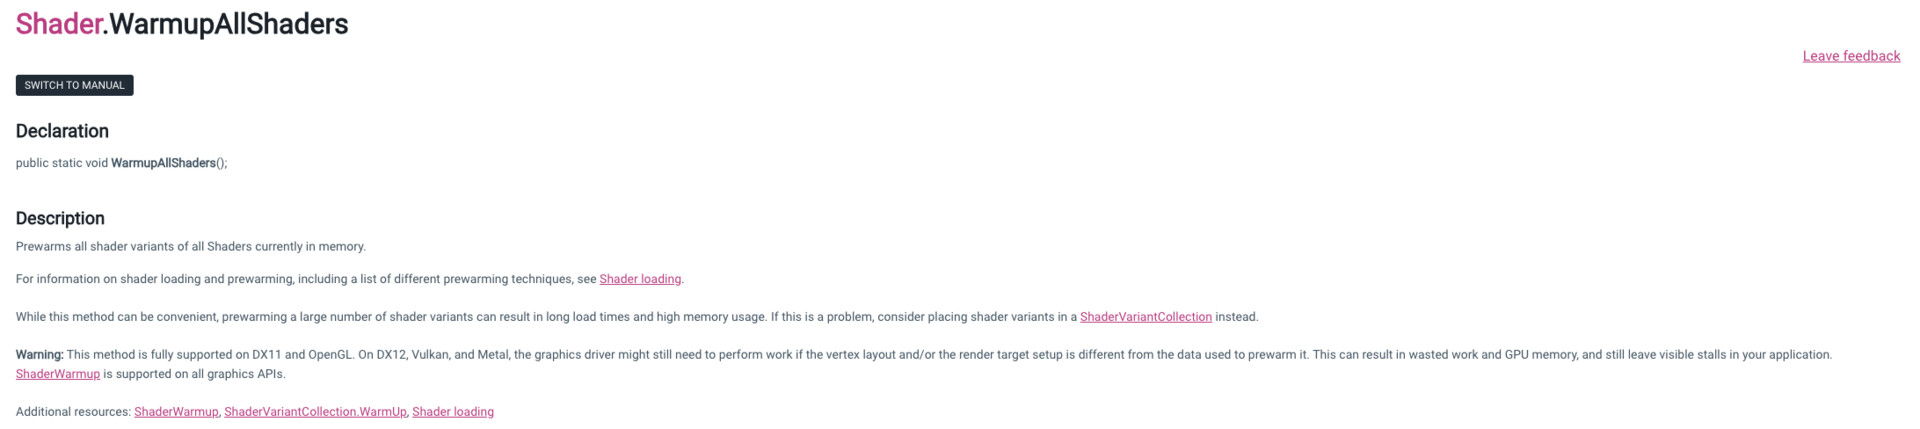 Shader.WarmupAllShaders
Leave feedback
SWITCH TO MANUAL
Declaration
public static void WarmupAllShaders();
Description
Prewarms all shader variants of all Shaders currently in memory.
For information on shader loading and prewarming, including a list of different prewarming techniques, see Shader loading.
While this method can be convenient, prewarming a large number of shader variants can result in long load times and high memory usage. If this is a problem, consider placing shader variants in a ShaderVariantCollection instead.
Warning: This method is fully supported on DX11 and OpenGL. On DX12, Vulkan, and Metal, the graphics driver might still need to perform work if the vertex layout and/or the render target setup is different from the data used to prewarm it. This can result in wasted work and GPU memory, and still leave visible stalls in your application.
ShaderWarmup is supported on all graphics APIs.
Additional resources: ShaderWarmup, ShaderVariantCollection.WarmUp, Shader loading